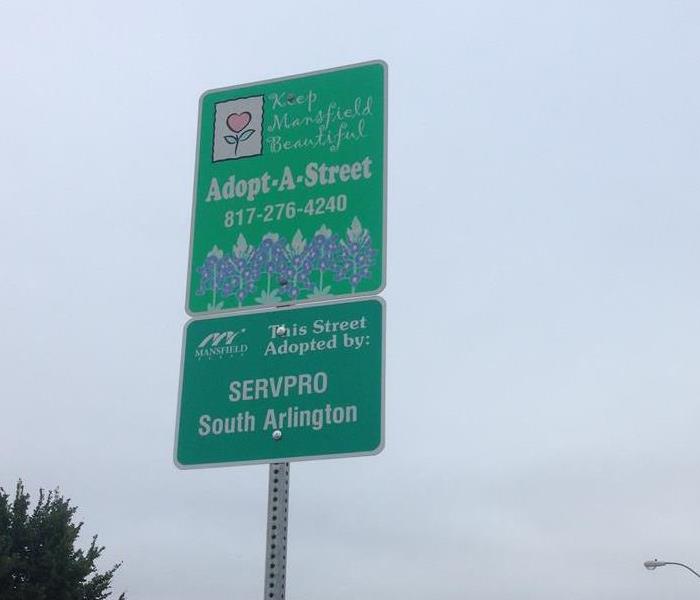 Keep
Mansfield
Beautiful
Adopt-A-Street
817-276-4240
MANSFIELD
This Street
Adopted by:
SERVPRO
South Arlington